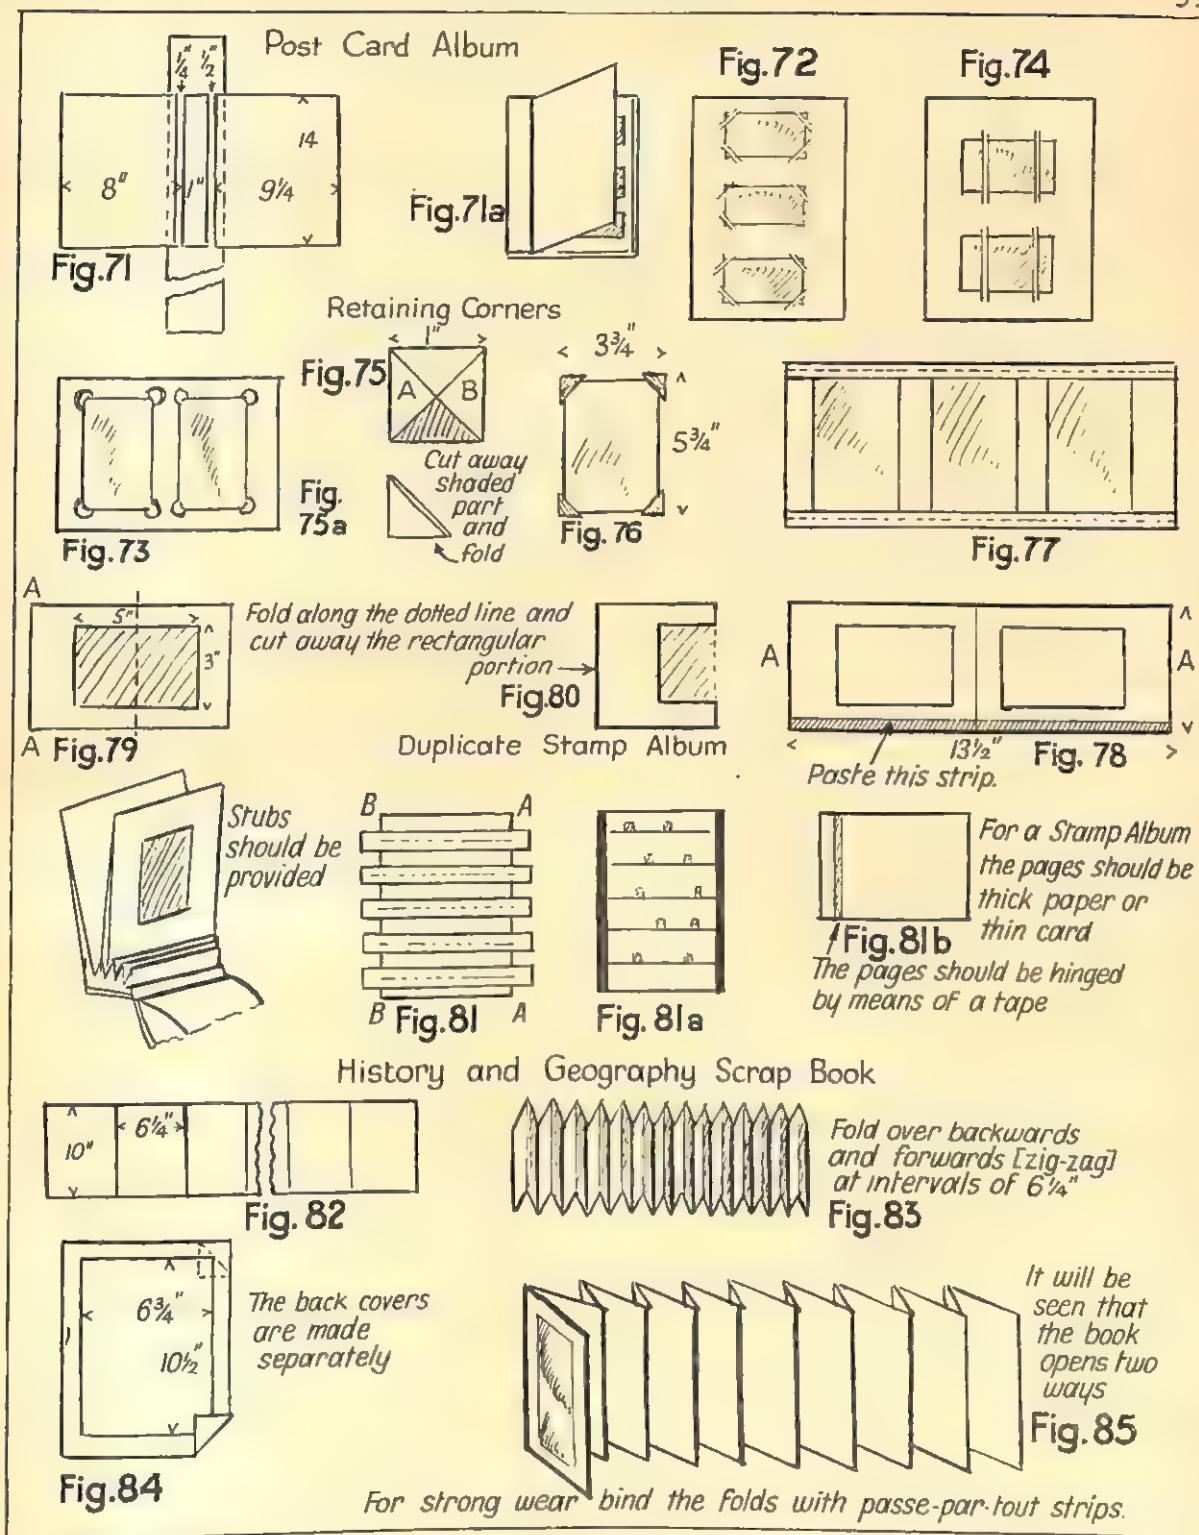 Post Card Album
1/4" 1/2"
8" 1" 9 1/4
14
Fig.71
Fig.71a
Fig.72
Fig.74
Retaining Corners
1"
Fig.75
A B
Cut away
shaded
part
and
fold
Fig.
75a
3 3/4"
5 3/4"
Fig.76
Fig.73
Fig.77
A
5"
3"
A Fig.79
Fold along the dotted line and
cut away the rectangular
portion
Fig.80
A A
13 1/2"
Fig. 78
Paste this strip.
Duplicate Stamp Album
Stubs
should be
provided
B A
B Fig.81 A
Fig.81a
For a Stamp Album
the pages should be
thick paper or
thin card
Fig.81b
The pages should be hinged
by means of a tape
History and Geography Scrap Book
10" 6 1/4"
Fig.82
Fold over backwards
and forwards [zig-zag]
at intervals of 6 1/4"
Fig.83
6 3/4"
10 1/2"
The back covers
are made
separately
Fig.84
It will be
seen that
the book
opens two
ways
Fig.85
For strong wear bind the folds with passe-par-tout strips.